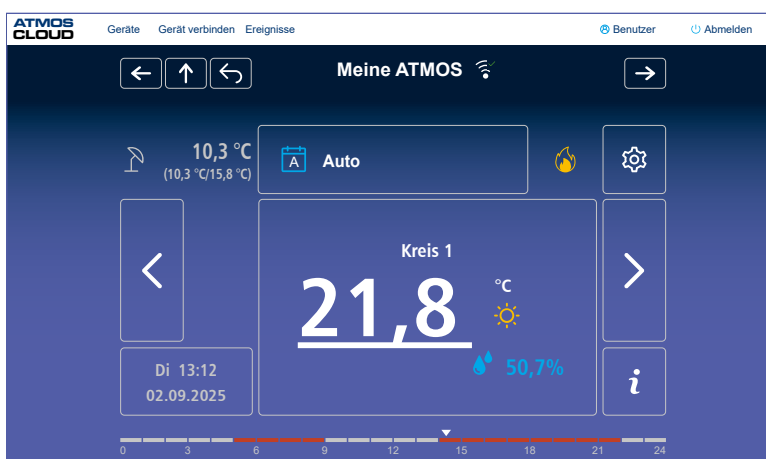 ATMOS
CLOUD
Geräte Gerät verbinden Ereignisse Benutzer Abmelden
Meine ATMOS
10,3 °C
(10,3 °C/15,8 °C)
A Auto
Kreis 1
21,8 °C
50,7%
Di 13:12
02.09.2025
i
0 3 6 9 12 15 18 21 24